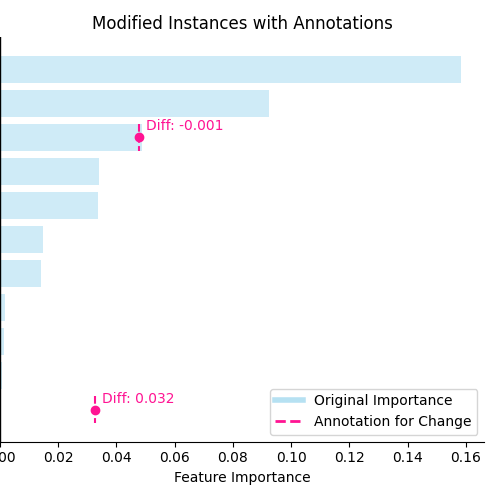 Modified Instances with Annotations
Diff: -0.001
Diff: 0.032
Original Importance
Annotation for Change
00 0.02 0.04 0.06 0.08 0.10 0.12 0.14 0.16
Feature Importance